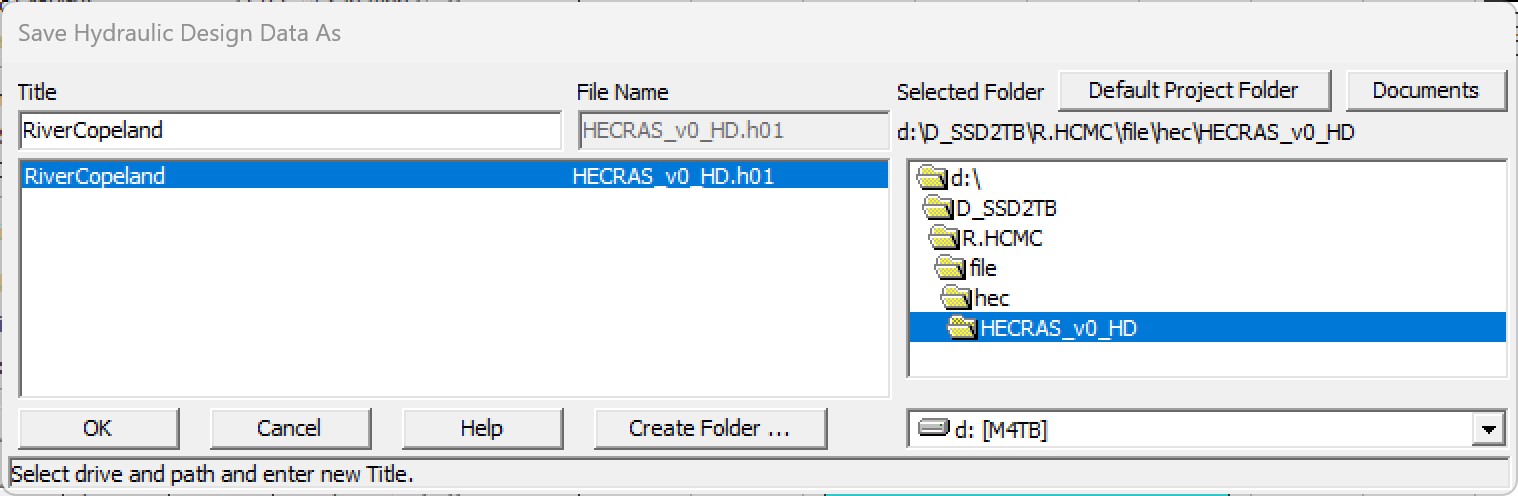 Save Hydraulic Design Data As
Title
File Name
Selected Folder
Default Project Folder
Documents
RiverCopeland
HECRAS_v0_HD.h01
d:\D_SSD2TB\R.HCMC\file\hec\HECRAS_v0_HD
RiverCopeland HECRAS_v0_HD.h01
d:\
D_SSD2TB
R.HCMC
file
hec
HECRAS_v0_HD
OK
Cancel
Help
Create Folder ...
d: [M4TB]
Select drive and path and enter new Title.